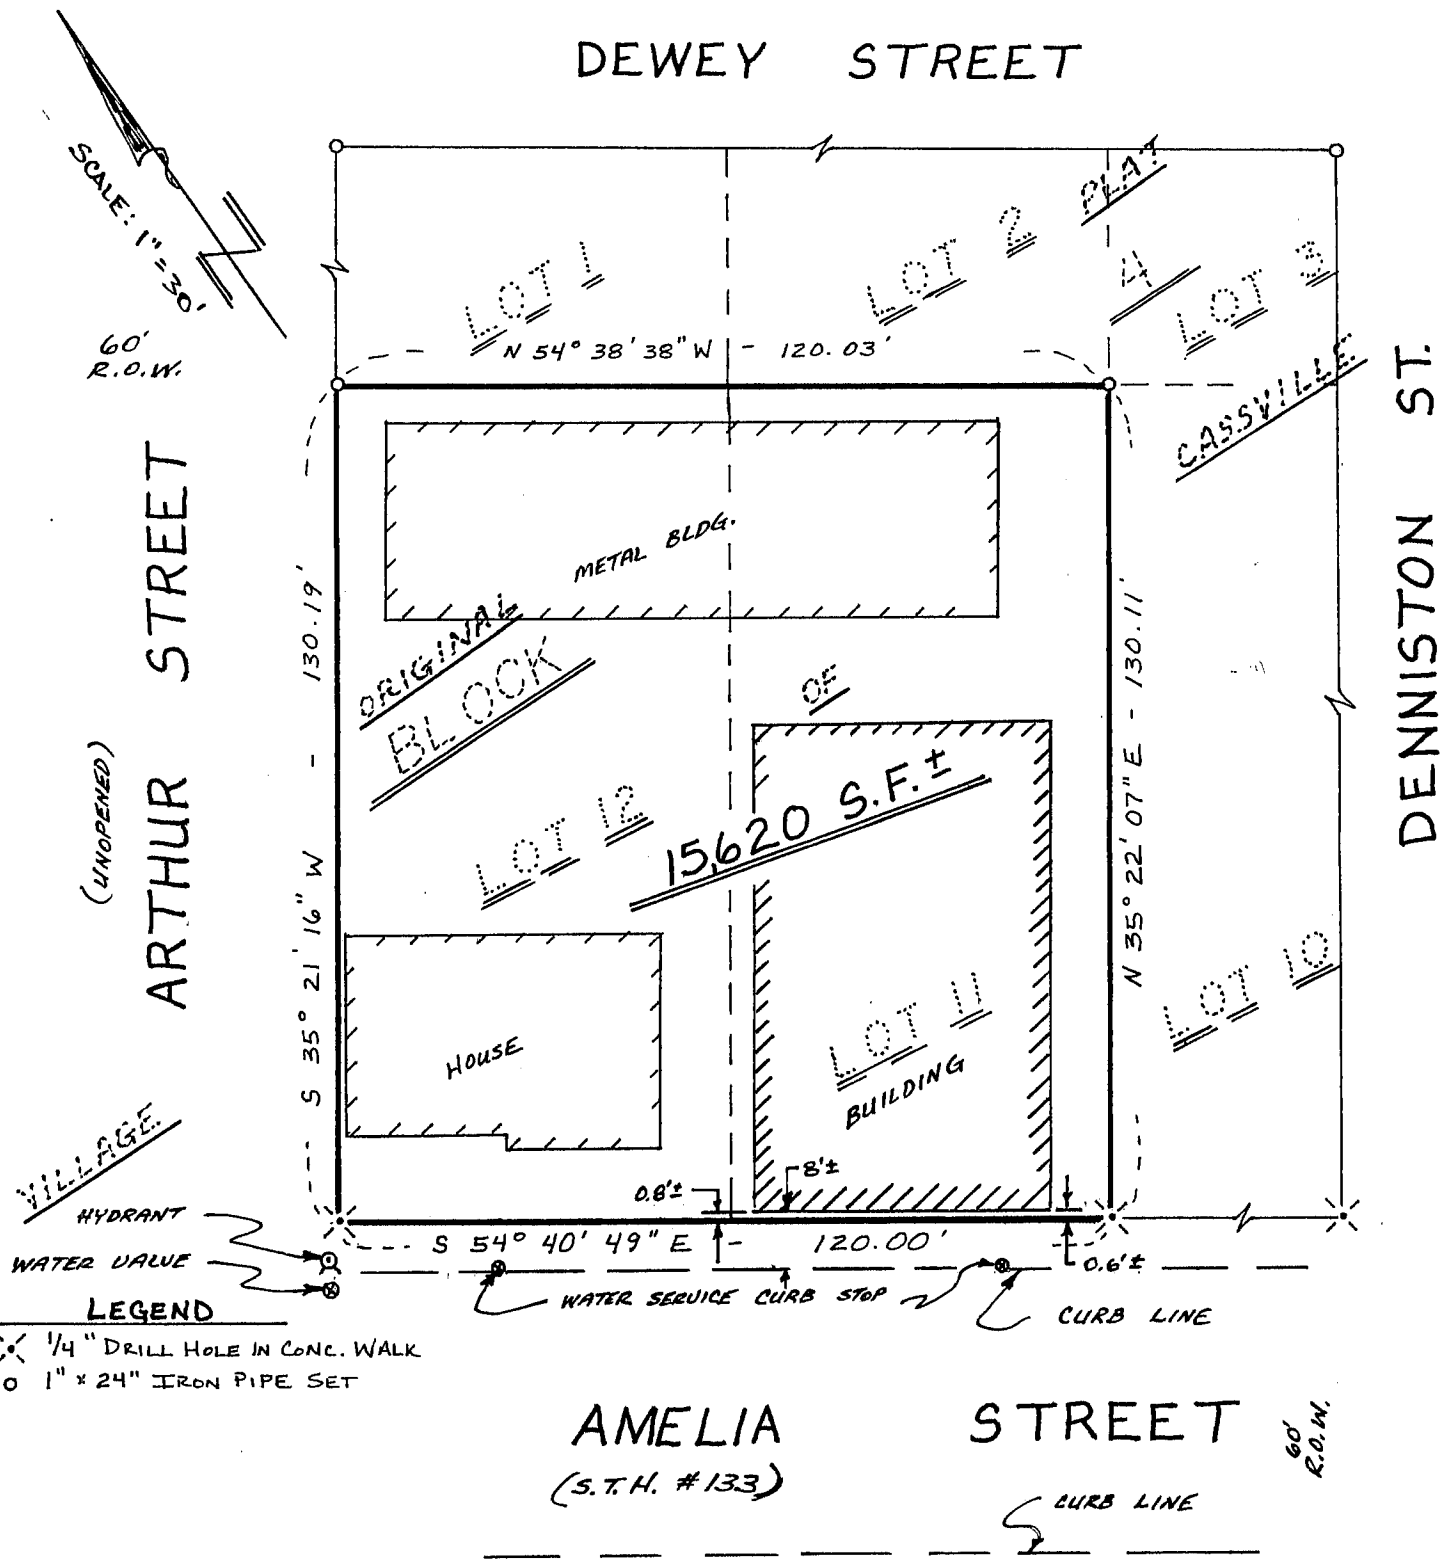 DEWEY STREET
SCALE: 1"=30'
PLAT
LOT 1
LOT 2
4
LOT 3
60'
R.O.W.
N 54° 38' 38" W - 120.03'
CASSVILLE
DENNISTON ST.
METAL BLDG.
ARTHUR STREET
(UNOPENED)
S 35° 21' 16" W - 130.19'
N 35° 22' 07" E - 130.11'
ORIGINAL
BLOCK
OF
LOT 12
15,620 S.F.±
LOT 10
HOUSE
LOT 11
BUILDING
VILLAGE
0.8'±
8'±
HYDRANT
S 54° 40' 49" E - 120.00'
0.6'±
WATER VALUE
WATER SERVICE CURB STOP
CURB LINE
LEGEND
1/4" DRILL HOLE IN CONC. WALK
1" x 24" IRON PIPE SET
AMELIA STREET
60'
R.O.W.
(S.T.H. #133)
CURB LINE